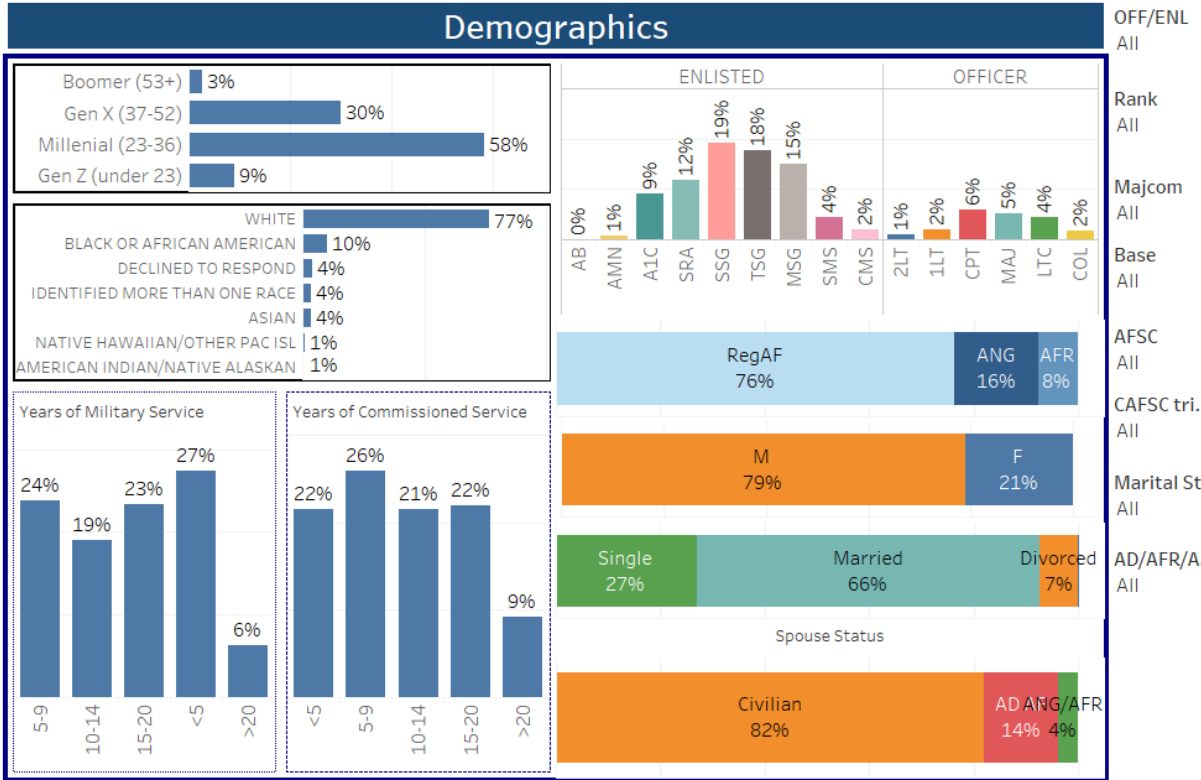 Demographics
Boomer (53+) 3%
Gen X (37-52) 30%
Millenial (23-36) 58%
Gen Z (under 23) 9%
WHITE 77%
BLACK OR AFRICAN AMERICAN 10%
DECLINED TO RESPOND 4%
IDENTIFIED MORE THAN ONE RACE 4%
ASIAN 4%
NATIVE HAWAIIAN/OTHER PAC ISL 1%
AMERICAN INDIAN/NATIVE ALASKAN 1%
Years of Military Service
24% 19% 23% 27% 6%
5-9 10-14 15-20 <5 >20
Years of Commissioned Service
22% 26% 21% 22% 9%
<5 5-9 10-14 15-20 >20
ENLISTED OFFICER
0% 1% 9% 12% 19% 18% 15% 4% 2% 1% 2% 6% 5% 4% 2%
AB AMN A1C SRA SSG TSG MSG SMS CMS 2LT 1LT CPT MAJ LTC COL
RegAF ANG AFR
76% 16% 8%
M F
79% 21%
Single Married Divorced
27% 66% 7%
Spouse Status
Civilian AD AF ANG/AFR
82% 14% 4%
OFF/ENL
All
Rank
All
Majcom
All
Base
All
AFSC
All
CAFSC tri.
All
Marital St
All
AD/AFR/A
All